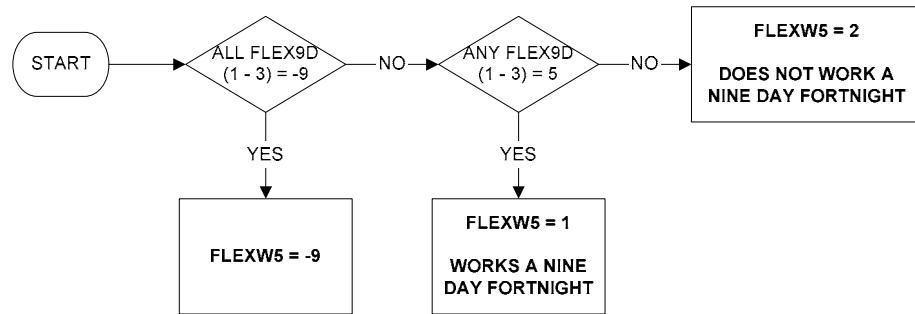 START
ALL FLEX9D
(1 - 3) = -9
NO
ANY FLEX9D
(1 - 3) = 5
NO
FLEXW5 = 2
DOES NOT WORK A
NINE DAY FORTNIGHT
YES
YES
FLEXW5 = -9
FLEXW5 = 1
WORKS A NINE
DAY FORTNIGHT